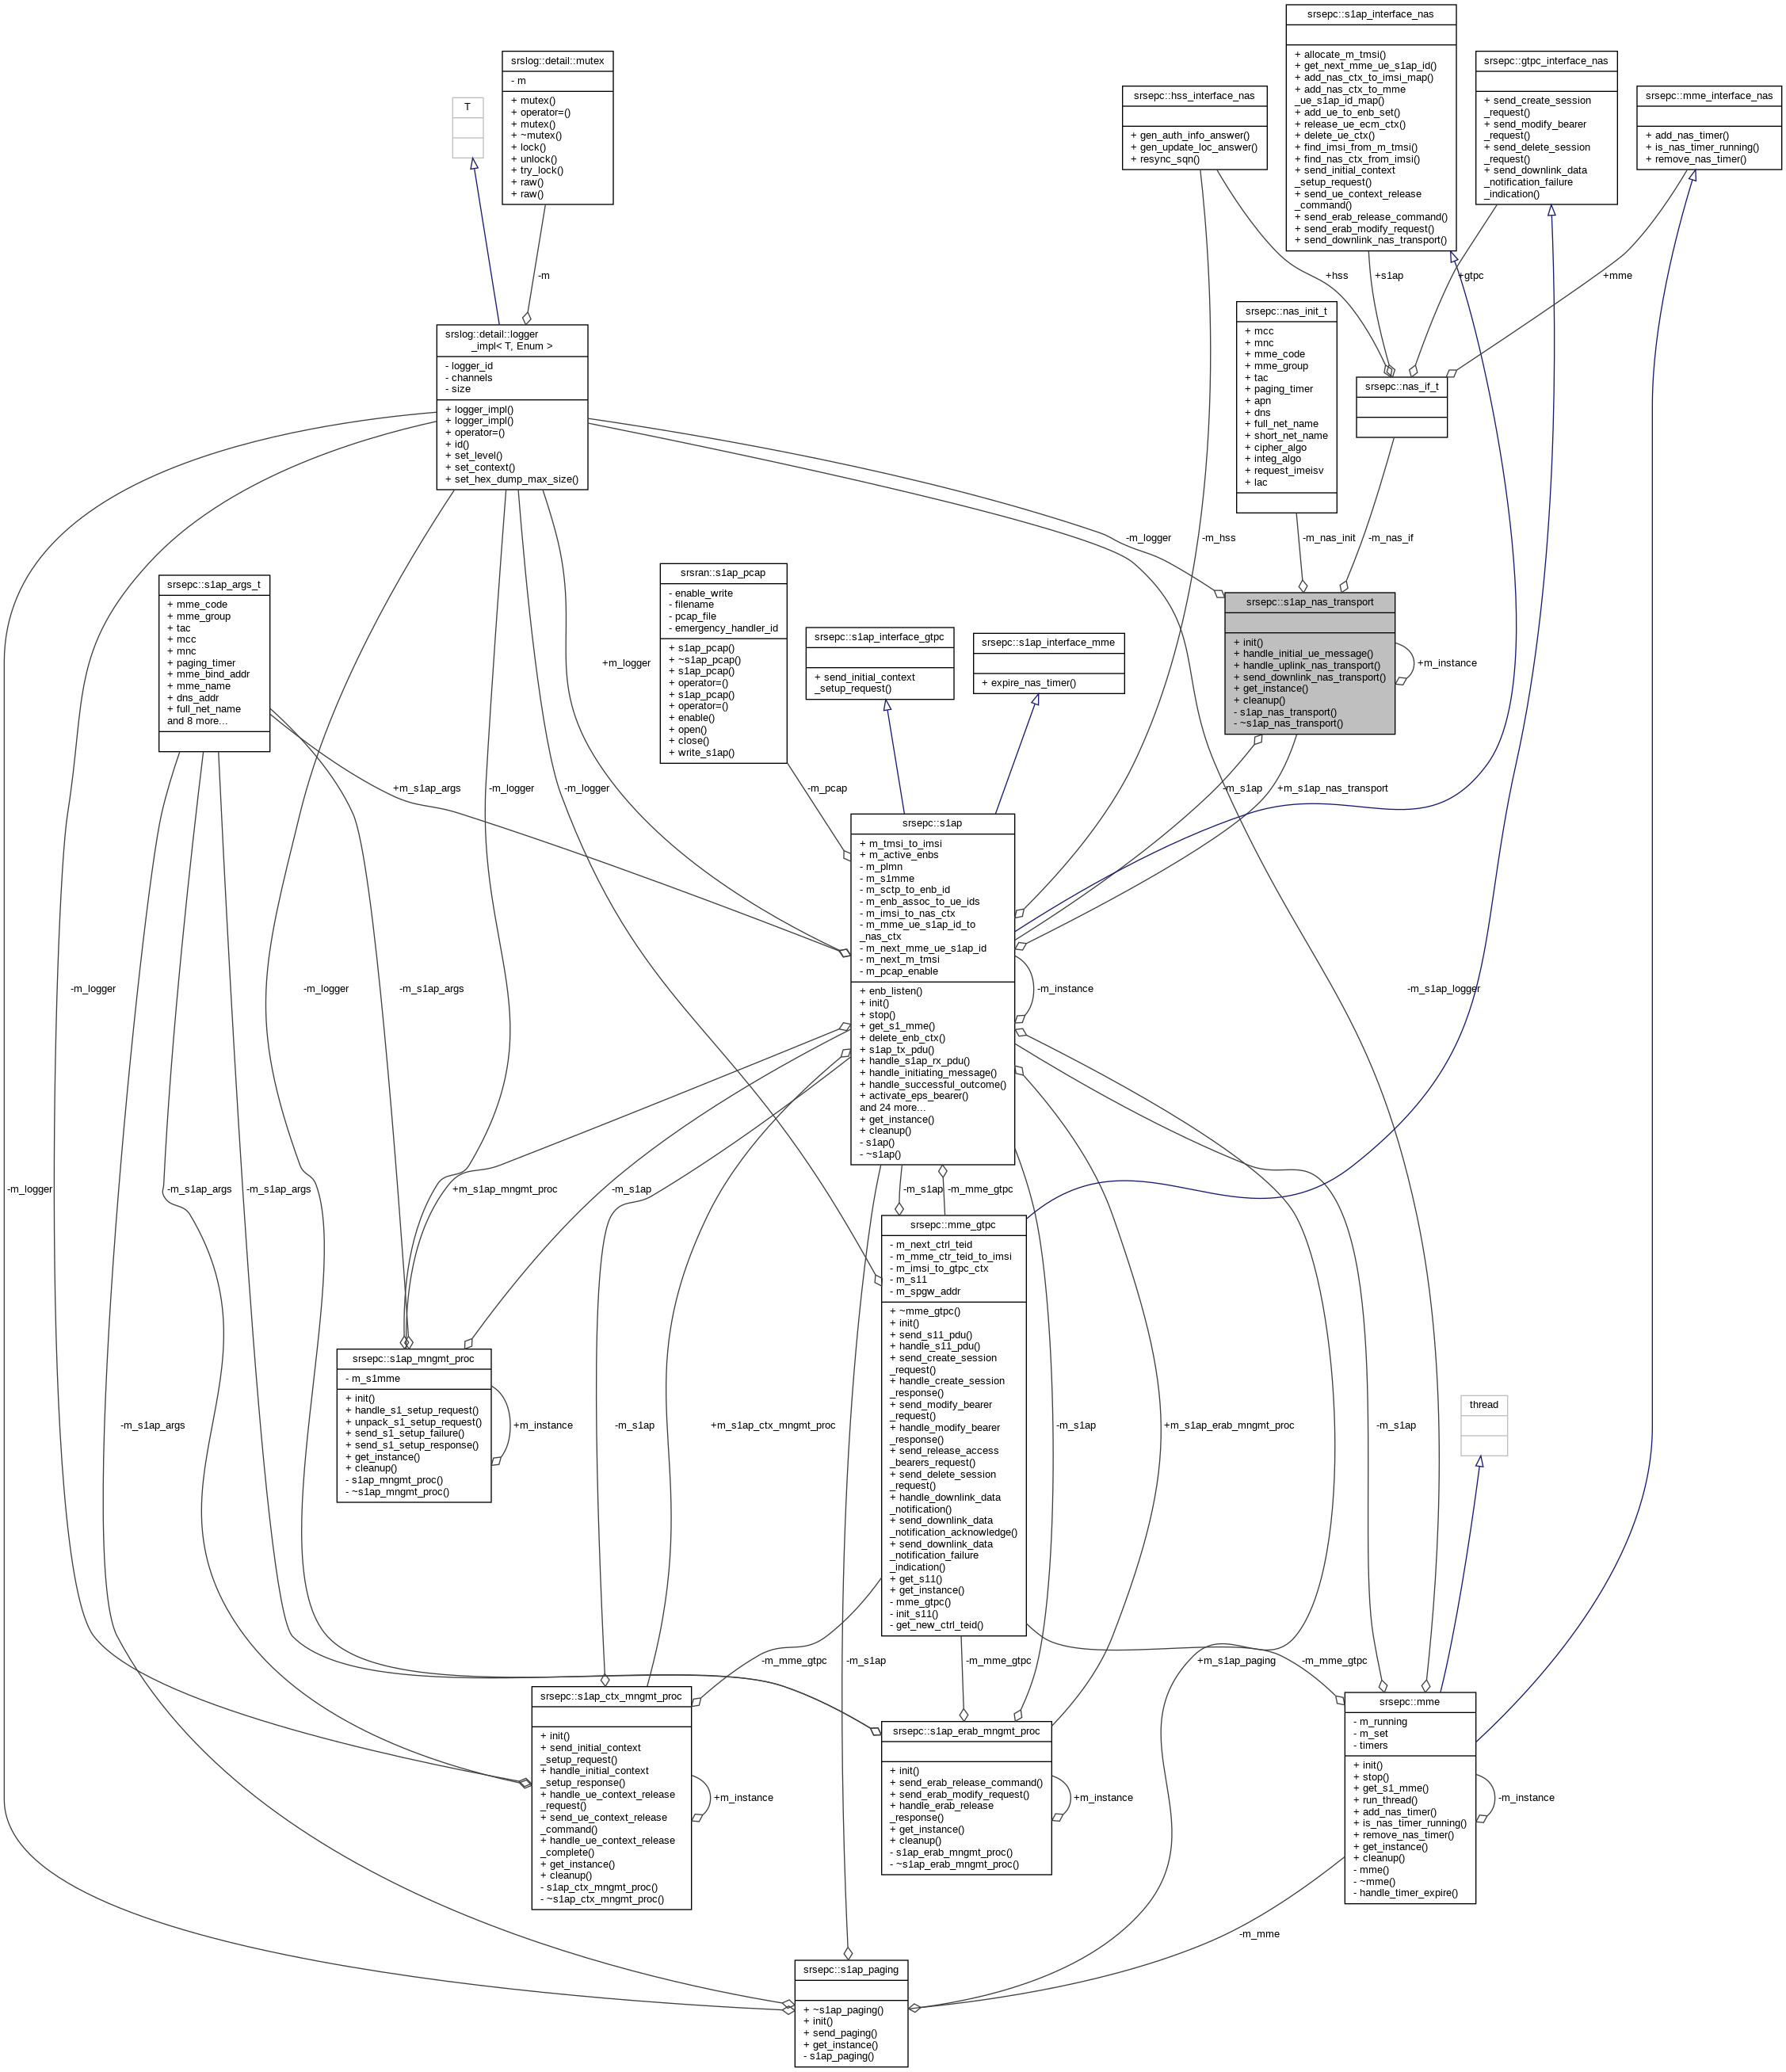 srsepc::s1ap_interface_nas
+ allocate_m_tmsi()
+ get_next_mme_ue_s1ap_id()
+ add_nas_ctx_to_imsi_map()
+ add_nas_ctx_to_mme
_ue_s1ap_id_map()
+ add_ue_to_enb_set()
+ release_ue_ecm_ctx()
+ delete_ue_ctx()
+ find_imsi_from_m_tmsi()
+ find_nas_ctx_from_imsi()
+ send_initial_context
_setup_request()
+ send_ue_context_release
_command()
+ send_erab_release_command()
+ send_erab_modify_request()
+ send_downlink_nas_transport()
srslog::detail::mutex
- m
+ mutex()
+ operator=()
+ mutex()
+ ~mutex()
+ lock()
+ unlock()
+ try_lock()
+ raw()
+ raw()
T
srsepc::gtpc_interface_nas
+ send_create_session
_request()
+ send_modify_bearer
_request()
+ send_delete_session
_request()
+ send_downlink_data
_notification_failure
_indication()
srsepc::hss_interface_nas
+ gen_auth_info_answer()
+ gen_update_loc_answer()
+ resync_sqn()
srsepc::mme_interface_nas
+ add_nas_timer()
+ is_nas_timer_running()
+ remove_nas_timer()
-m
+hss
+s1ap
+gtpc
+mme
srslog::detail::logger
_impl< T, Enum >
- logger_id
- channels
- size
+ logger_impl()
+ logger_impl()
+ operator=()
+ id()
+ set_level()
+ set_context()
+ set_hex_dump_max_size()
srsepc::nas_init_t
+ mcc
+ mnc
+ mme_code
+ mme_group
+ tac
+ paging_timer
+ apn
+ dns
+ full_net_name
+ short_net_name
+ cipher_algo
+ integ_algo
+ request_imeisv
+ lac
srsepc::nas_if_t
-m_logger
-m_hss
-m_nas_init
-m_nas_if
srsepc::s1ap_args_t
+ mme_code
+ mme_group
+ tac
+ mcc
+ mnc
+ paging_timer
+ mme_bind_addr
+ mme_name
+ dns_addr
+ full_net_name
and 8 more...
srsran::s1ap_pcap
- enable_write
- filename
- pcap_file
- emergency_handler_id
+ s1ap_pcap()
+ ~s1ap_pcap()
+ s1ap_pcap()
+ operator=()
+ s1ap_pcap()
+ operator=()
+ enable()
+ open()
+ close()
+ write_s1ap()
srsepc::s1ap_interface_gtpc
+ send_initial_context
_setup_request()
srsepc::s1ap_interface_mme
+ expire_nas_timer()
srsepc::s1ap_nas_transport
+ init()
+ handle_initial_ue_message()
+ handle_uplink_nas_transport()
+ send_downlink_nas_transport()
+ get_instance()
+ cleanup()
- s1ap_nas_transport()
- ~s1ap_nas_transport()
+m_instance
+m_logger
+m_s1ap_args
-m_logger
-m_logger
-m_pcap
-m_s1ap
+m_s1ap_nas_transport
srsepc::s1ap
+ m_tmsi_to_imsi
+ m_active_enbs
- m_plmn
- m_s1mme
- m_sctp_to_enb_id
- m_enb_assoc_to_ue_ids
- m_imsi_to_nas_ctx
- m_mme_ue_s1ap_id_to
_nas_ctx
- m_next_mme_ue_s1ap_id
- m_next_m_tmsi
- m_pcap_enable
+ enb_listen()
+ init()
+ stop()
+ get_s1_mme()
+ delete_enb_ctx()
+ s1ap_tx_pdu()
+ handle_s1ap_rx_pdu()
+ handle_initiating_message()
+ handle_successful_outcome()
+ activate_eps_bearer()
and 24 more...
+ get_instance()
+ cleanup()
- s1ap()
- ~s1ap()
-m_logger
-m_logger
-m_s1ap_args
-m_instance
-m_s1ap_logger
-m_logger
-m_s1ap_args
-m_s1ap_args
+m_s1ap_mngmt_proc
-m_s1ap
-m_s1ap
-m_mme_gtpc
srsepc::mme_gtpc
- m_next_ctrl_teid
- m_mme_ctr_teid_to_imsi
- m_imsi_to_gtpc_ctx
- m_s11
- m_spgw_addr
+ ~mme_gtpc()
+ init()
+ send_s11_pdu()
+ handle_s11_pdu()
+ send_create_session
_request()
+ handle_create_session
_response()
+ send_modify_bearer
_request()
+ handle_modify_bearer
_response()
+ send_release_access
_bearers_request()
+ send_delete_session
_request()
+ handle_downlink_data
_notification()
+ send_downlink_data
_notification_acknowledge()
+ send_downlink_data
_notification_failure
_indication()
+ get_s11()
+ get_instance()
- mme_gtpc()
- init_s11()
- get_new_ctrl_teid()
srsepc::s1ap_mngmt_proc
- m_s1mme
+ init()
+ handle_s1_setup_request()
+ unpack_s1_setup_request()
+ send_s1_setup_failure()
+ send_s1_setup_response()
+ get_instance()
+ cleanup()
- s1ap_mngmt_proc()
- ~s1ap_mngmt_proc()
thread
-m_s1ap_args
+m_instance
-m_s1ap
+m_s1ap_ctx_mngmt_proc
-m_s1ap
+m_s1ap_erab_mngmt_proc
-m_s1ap
-m_mme_gtpc
-m_s1ap
-m_mme_gtpc
+m_s1ap_paging
-m_mme_gtpc
srsepc::s1ap_ctx_mngmt_proc
+ init()
+ send_initial_context
_setup_request()
+ handle_initial_context
_setup_response()
+ handle_ue_context_release
_request()
+ send_ue_context_release
_command()
+ handle_ue_context_release
_complete()
+ get_instance()
+ cleanup()
- s1ap_ctx_mngmt_proc()
- ~s1ap_ctx_mngmt_proc()
+m_instance
srsepc::s1ap_erab_mngmt_proc
+ init()
+ send_erab_release_command()
+ send_erab_modify_request()
+ handle_erab_release
_response()
+ get_instance()
+ cleanup()
- s1ap_erab_mngmt_proc()
- ~s1ap_erab_mngmt_proc()
+m_instance
srsepc::mme
- m_running
- m_set
- timers
+ init()
+ stop()
+ get_s1_mme()
+ run_thread()
+ add_nas_timer()
+ is_nas_timer_running()
+ remove_nas_timer()
+ get_instance()
+ cleanup()
- mme()
- ~mme()
- handle_timer_expire()
-m_instance
-m_mme
srsepc::s1ap_paging
+ ~s1ap_paging()
+ init()
+ send_paging()
+ get_instance()
- s1ap_paging()